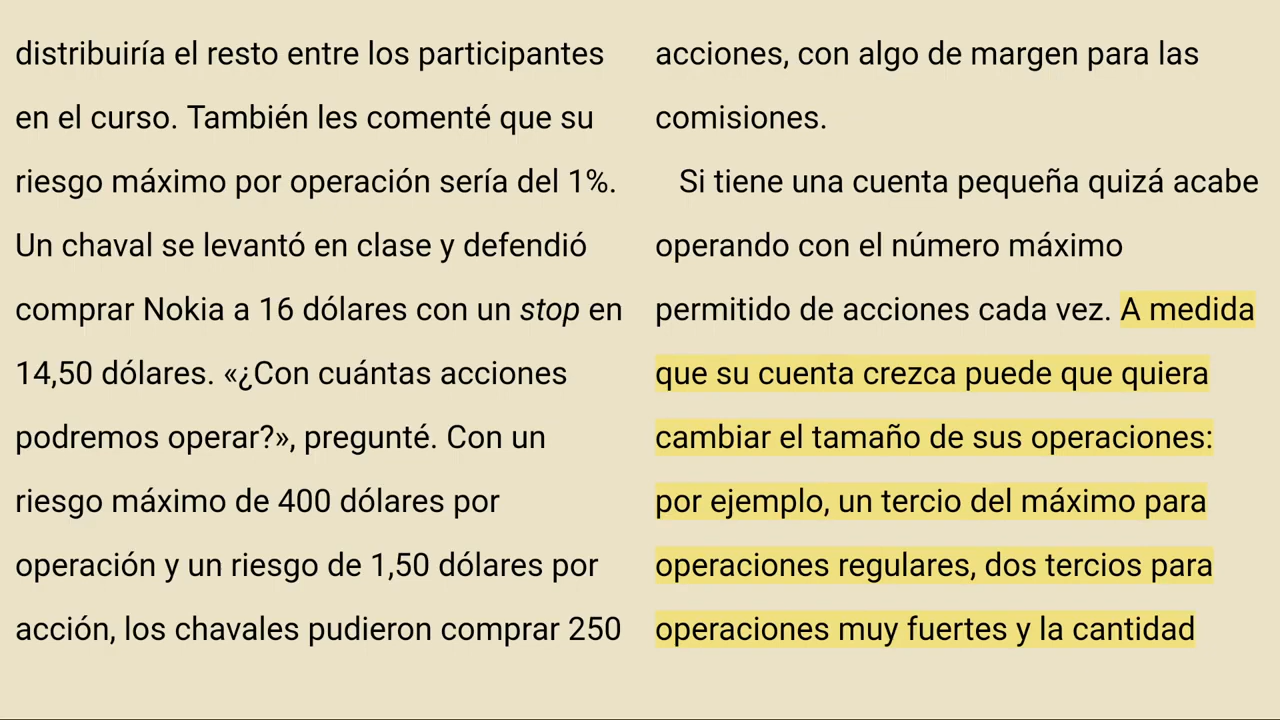 distribuiría el resto entre los participantes
en el curso. También les comenté que su
riesgo máximo por operación sería del 1%.
Un chaval se levantó en clase y defendió
comprar Nokia a 16 dólares con un stop en
14,50 dólares. «¿Con cuántas acciones
podremos operar?», pregunté. Con un
riesgo máximo de 400 dólares por
operación y un riesgo de 1,50 dólares por
acción, los chavales pudieron comprar 250
acciones, con algo de margen para las
comisiones.
Si tiene una cuenta pequeña quizá acabe
operando con el número máximo
permitido de acciones cada vez. A medida
que su cuenta crezca puede que quiera
cambiar el tamaño de sus operaciones:
por ejemplo, un tercio del máximo para
operaciones regulares, dos tercios para
operaciones muy fuertes y la cantidad